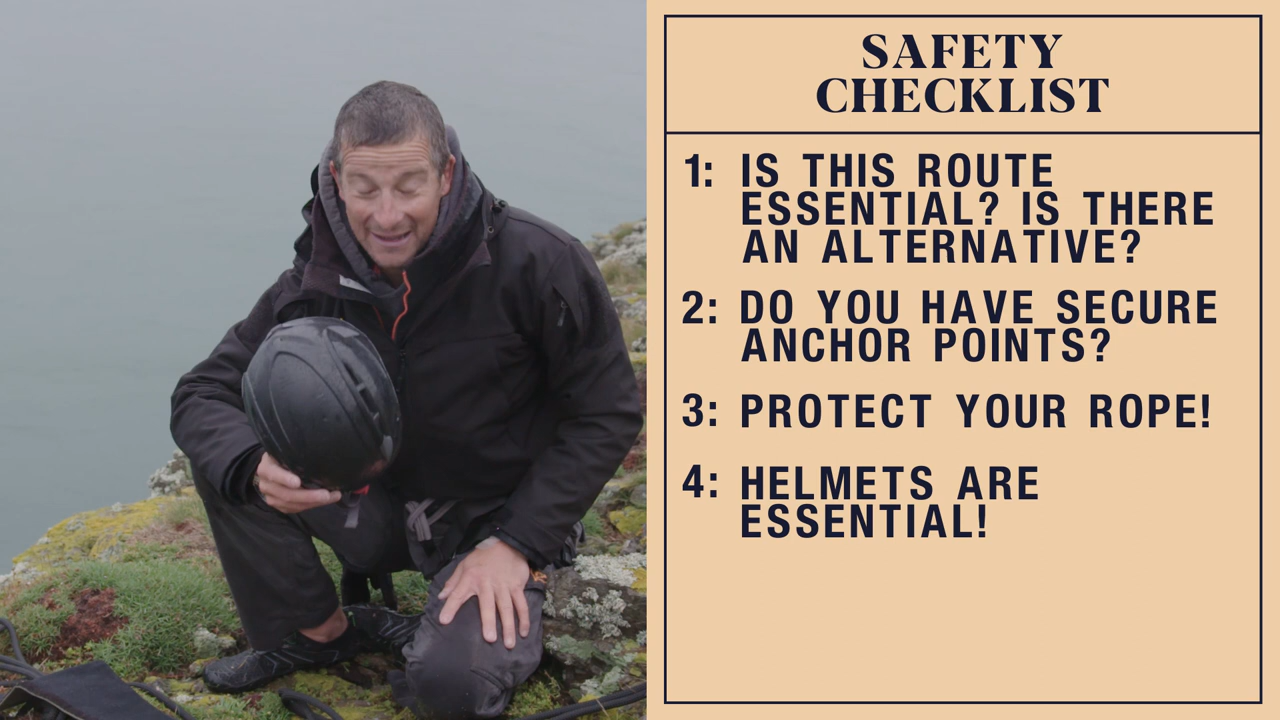 SAFETY
CHECKLIST
1: IS THIS ROUTE
ESSENTIAL? IS THERE
AN ALTERNATIVE?
2: DO YOU HAVE SECURE
ANCHOR POINTS?
3: PROTECT YOUR ROPE!
4: HELMETS ARE
ESSENTIAL!